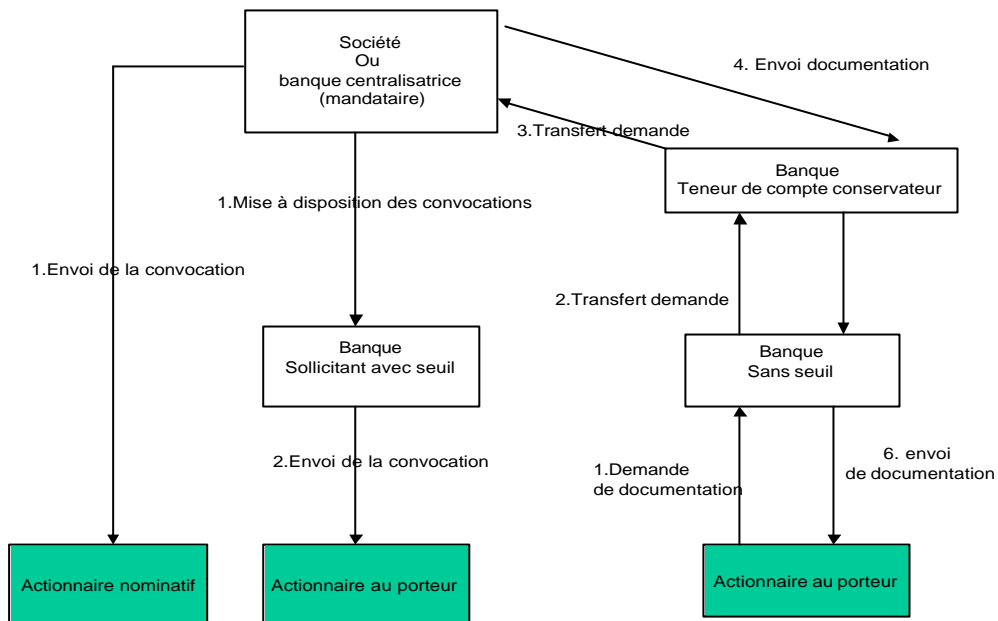 Société
Ou
banque centralisatrice
(mandataire)
4. Envoi documentation
3.Transfert demande
Banque
Teneur de compte conservateur
1.Mise à disposition des convocations
1.Envoi de la convocation
2.Transfert demande
Banque
Sollicitant avec seuil
Banque
Sans seuil
2.Envoi de la convocation
1.Demande
de documentation
6. envoi
de documentation
Actionnaire nominatif
Actionnaire au porteur
Actionnaire au porteur